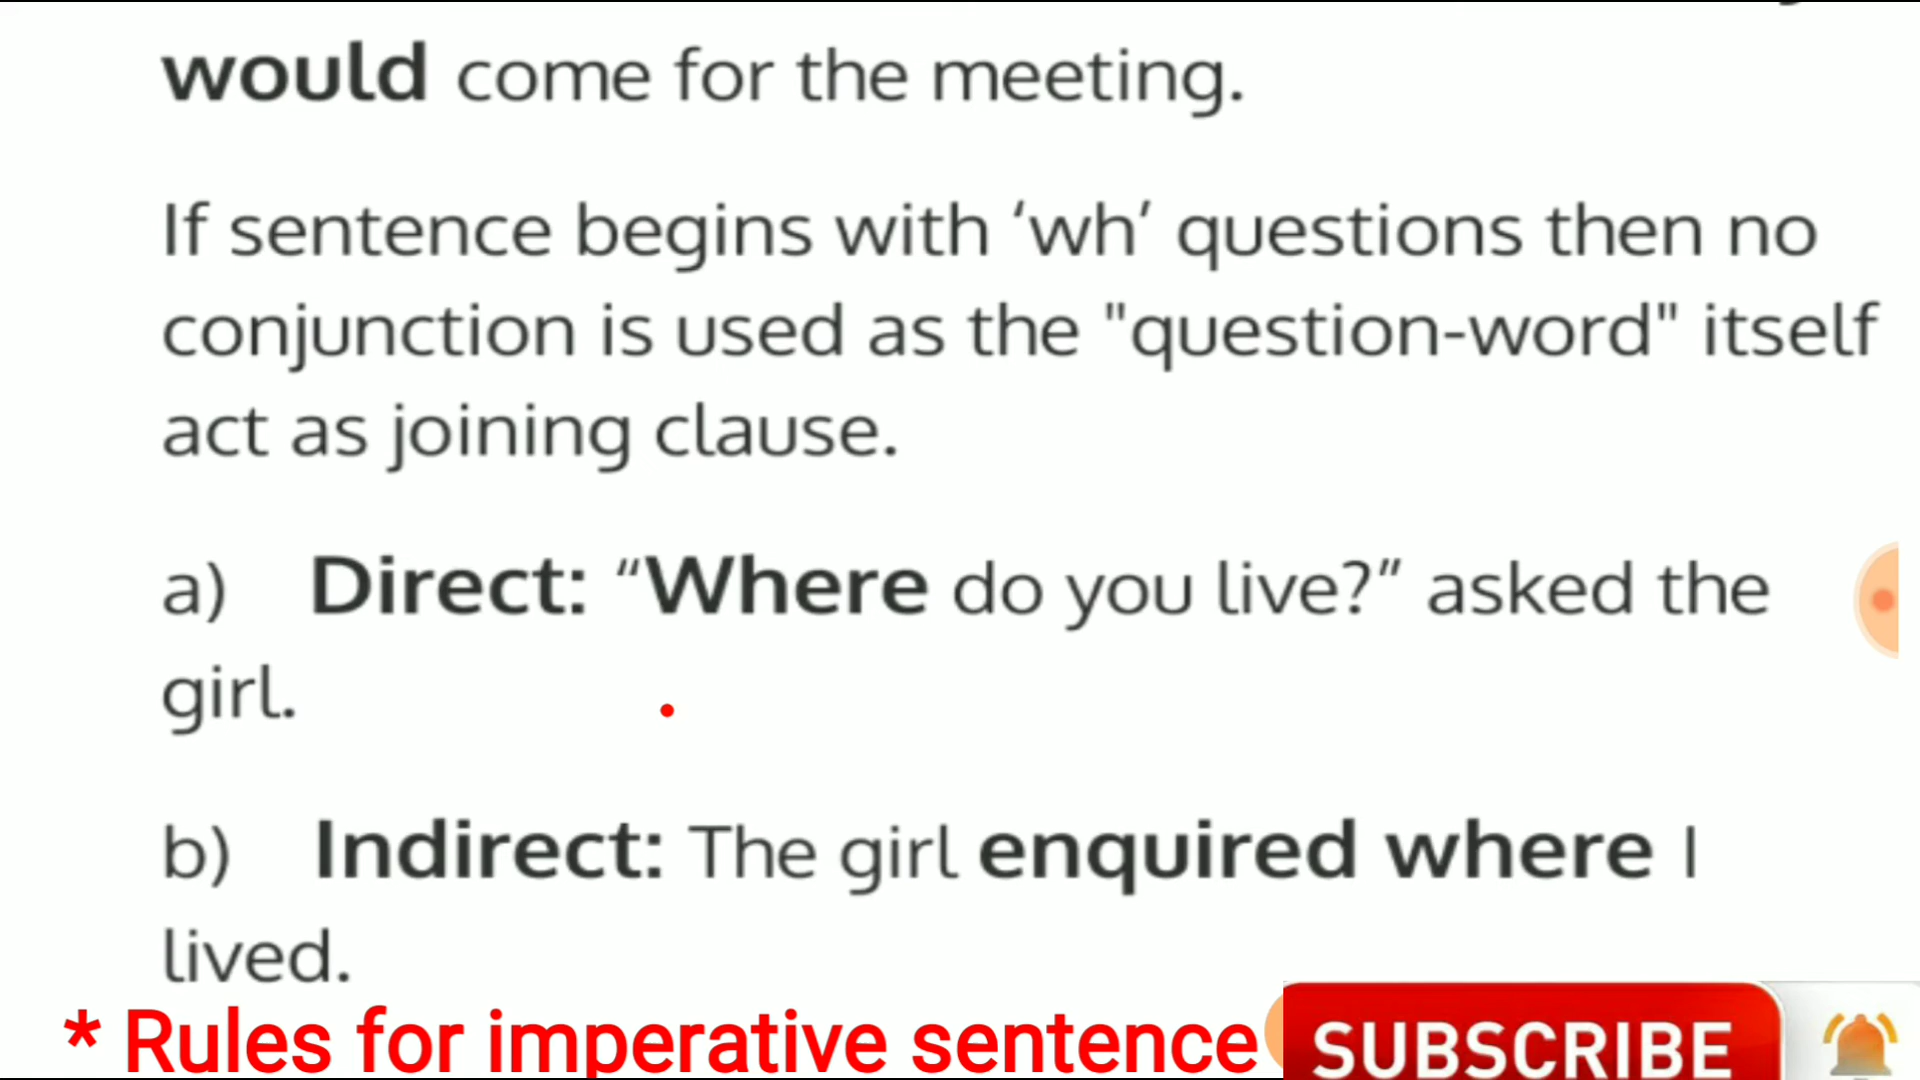 would come for the meeting.
If sentence begins with ‘wh’ questions then no
conjunction is used as the "question-word" itself
act as joining clause.
a) Direct: “Where do you live?” asked the
girl.
b) Indirect: The girl enquired where I
lived.
* Rules for imperative sentence
SUBSCRIBE